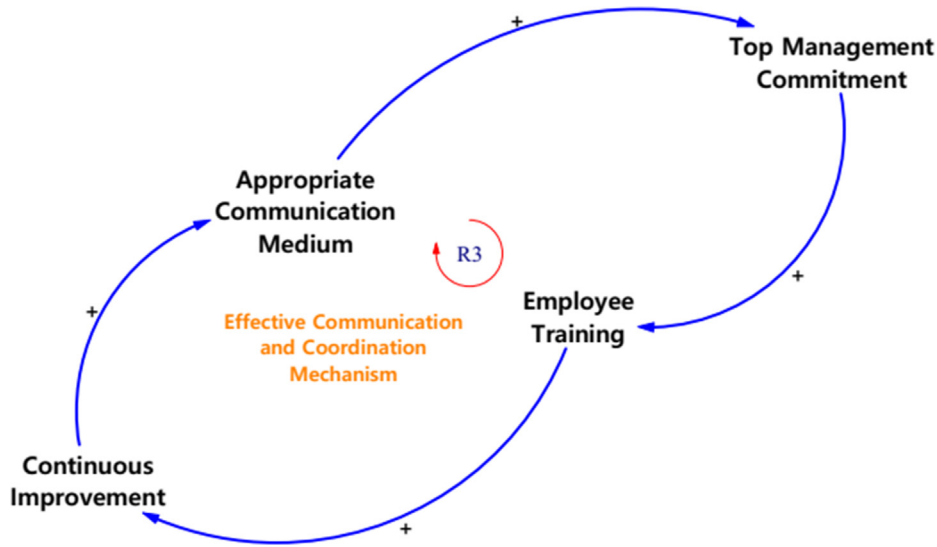 +
Top Management
Commitment
Appropriate
Communication
Medium
R3
+
Employee
Training
+
Effective Communication
and Coordination
Mechanism
Continuous
Improvement
+